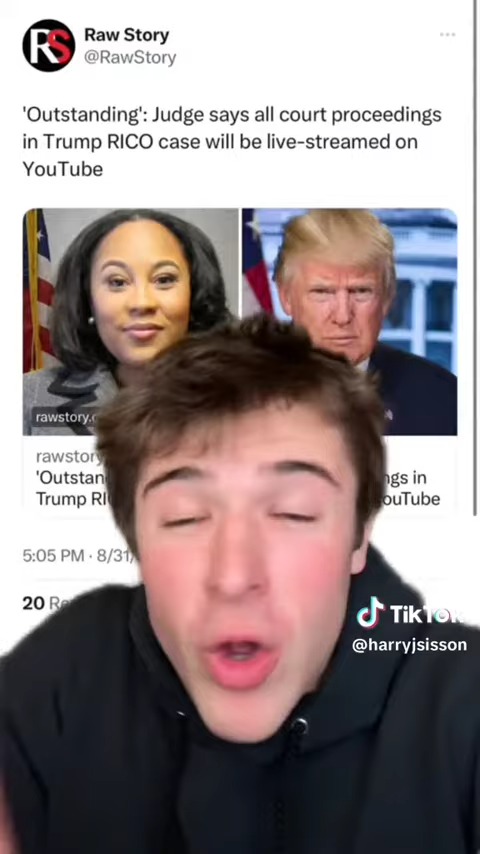 RS
Raw Story
@RawStory
'Outstanding': Judge says all court proceedings
in Trump RICO case will be live-streamed on
YouTube
rawstory.
rawstory
'Outstan
ngs in
Trump RI
ouTube
5:05 PM · 8/31/
20
TikTok
@harryjsisson